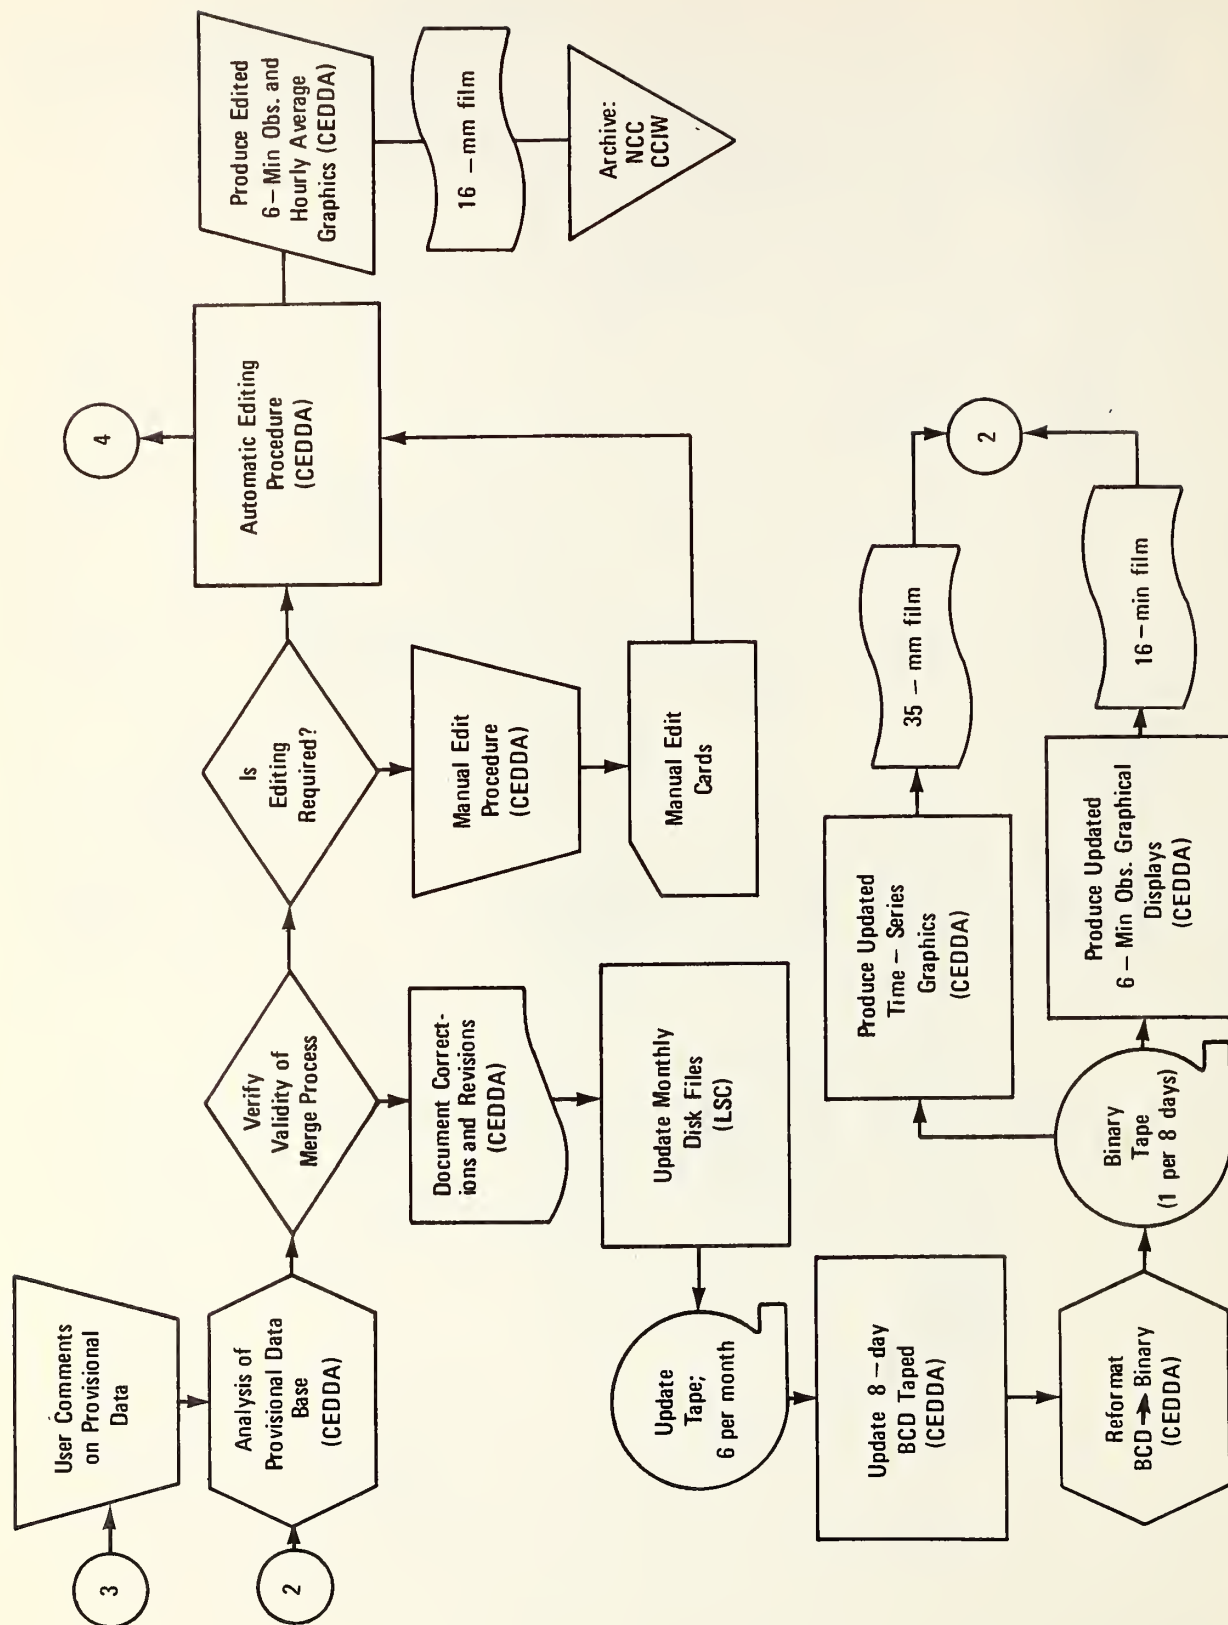 3
User Comments
on Provisional
Data
2
Analysis of
Provisional Data
Base
(CEDDA)
Verify
Validity of
Merge Process
Is
Editing
Required?
Automatic Editing
Procedure
(CEDDA)
4
Produce Edited
6 – Min Obs. and
Hourly Average
Graphics (CEDDA)
16 – mm film
Archive:
NCC
CCIW
Document Correct-
ions and Revisions
(CEDDA)
Manual Edit
Procedure
(CEDDA)
Update Monthly
Disk Files
(LSC)
Manual Edit
Cards
Update
Tape;
6 per month
Update 8 – day
BCD Taped
(CEDDA)
Reformat
BCD → Binary
(CEDDA)
Binary
Tape
(1 per 8 days)
Produce Updated
Time – Series
Graphics
(CEDDA)
35 – mm film
Produce Updated
6 – Min Obs. Graphical
Displays
(CEDDA)
16 – min film
2